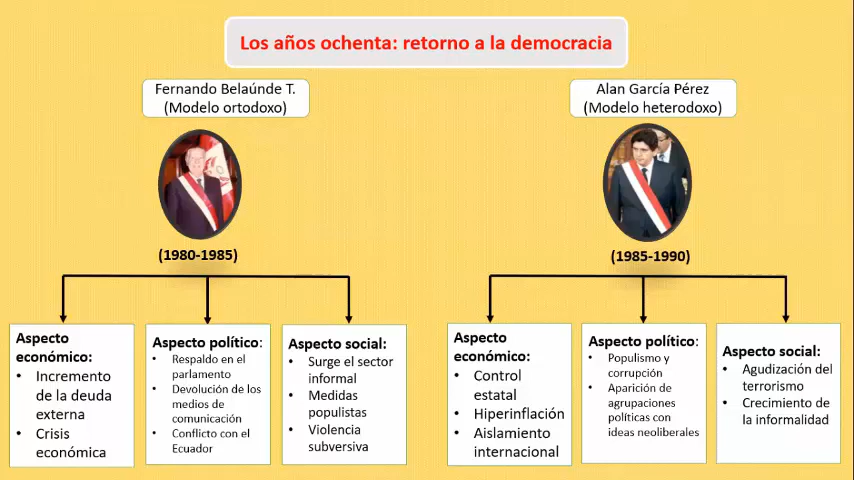 Los años ochenta: retorno a la democracia
Fernando Belaúnde T.
(Modelo ortodoxo)
(1980-1985)
Aspecto
económico:
• Incremento
de la deuda
externa
• Crisis
económica
Aspecto político:
• Respaldo en el
parlamento
• Devolución de los
medios de
comunicación
• Conflicto con el
Ecuador
Aspecto social:
• Surge el sector
informal
• Medidas
populistas
• Violencia
subversiva
Alan García Pérez
(Modelo heterodoxo)
(1985-1990)
Aspecto
económico:
• Control
estatal
• Hiperinflación
• Aislamiento
internacional
Aspecto político:
• Populismo y
corrupción
• Aparición de
agrupaciones
políticas con
ideas neoliberales
Aspecto social:
• Agudización del
terrorismo
• Crecimiento de
la informalidad